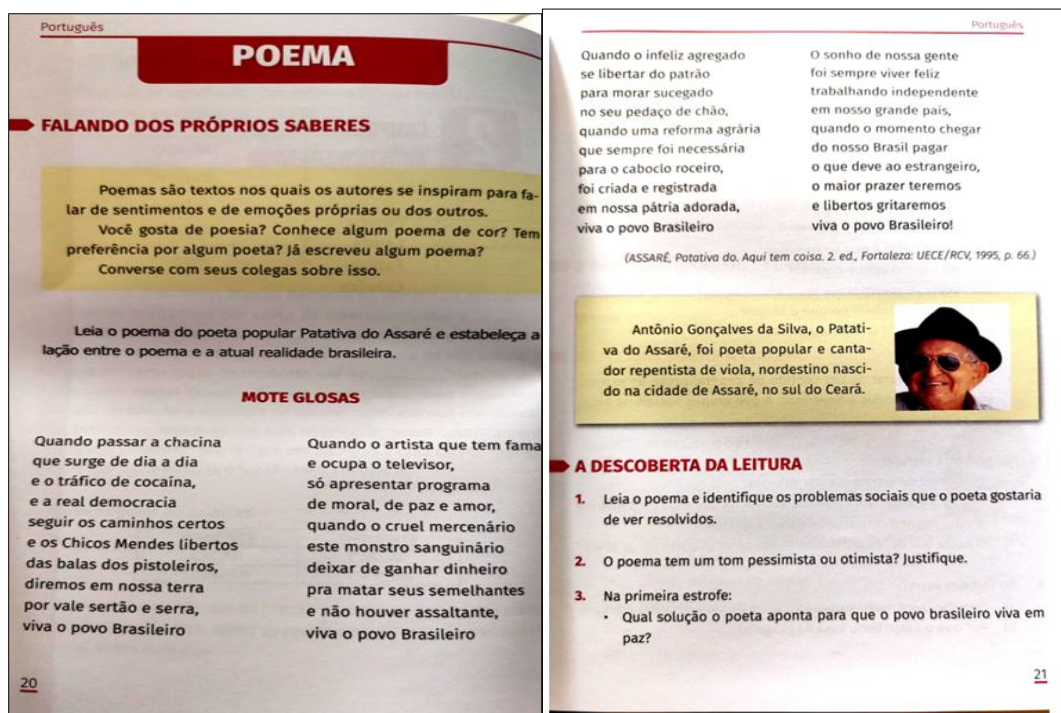 Português
POEMA
FALANDO DOS PRÓPRIOS SABERES
Poemas são textos nos quais os autores se inspiram para fa-
lar de sentimentos e de emoções próprias ou dos outros.
Você gosta de poesia? Conhece algum poema de cor? Tem
preferência por algum poeta? Já escreveu algum poema?
Converse com seus colegas sobre isso.
Leia o poema do poeta popular Patativa do Assaré e estabeleça a
lação entre o poema e a atual realidade brasileira.
MOTE GLOSAS
Quando passar a chacina
que surge de dia a dia
e o tráfico de cocaína,
e a real democracia
seguir os caminhos certos
e os Chicos Mendes libertos
das balas dos pistoleiros,
diremos em nossa terra
por vale sertão e serra,
viva o povo Brasileiro
Quando o artista que tem fama
e ocupa o televisor,
só apresentar programa
de moral, de paz e amor,
quando o cruel mercenário
este monstro sanguinário
deixar de ganhar dinheiro
pra matar seus semelhantes
e não houver assaltante,
viva o povo Brasileiro
20
Português
Quando o infeliz agregado
se libertar do patrão
para morar sucegado
no seu pedaço de chão,
quando uma reforma agrária
que sempre foi necessária
para o caboclo roceiro,
foi criada e registrada
em nossa pátria adorada,
viva o povo Brasileiro
O sonho de nossa gente
foi sempre viver feliz
trabalhando independente
em nosso grande país,
quando o momento chegar
do nosso Brasil pagar
o que deve ao estrangeiro,
o maior prazer teremos
e libertos gritaremos
viva o povo Brasileiro!
(ASSARÉ, Patativa do. Aqui tem coisa. 2. ed., Fortaleza: UECE/RCV, 1995, p. 66.)
Antônio Gonçalves da Silva, o Patati-
va do Assaré, foi poeta popular e canta-
dor repentista de viola, nordestino nasci-
do na cidade de Assaré, no sul do Ceará.
A DESCOBERTA DA LEITURA
1. Leia o poema e identifique os problemas sociais que o poeta gostaria
de ver resolvidos.
2. O poema tem um tom pessimista ou otimista? Justifique.
3. Na primeira estrofe:
• Qual solução o poeta aponta para que o povo brasileiro viva em
paz?
21